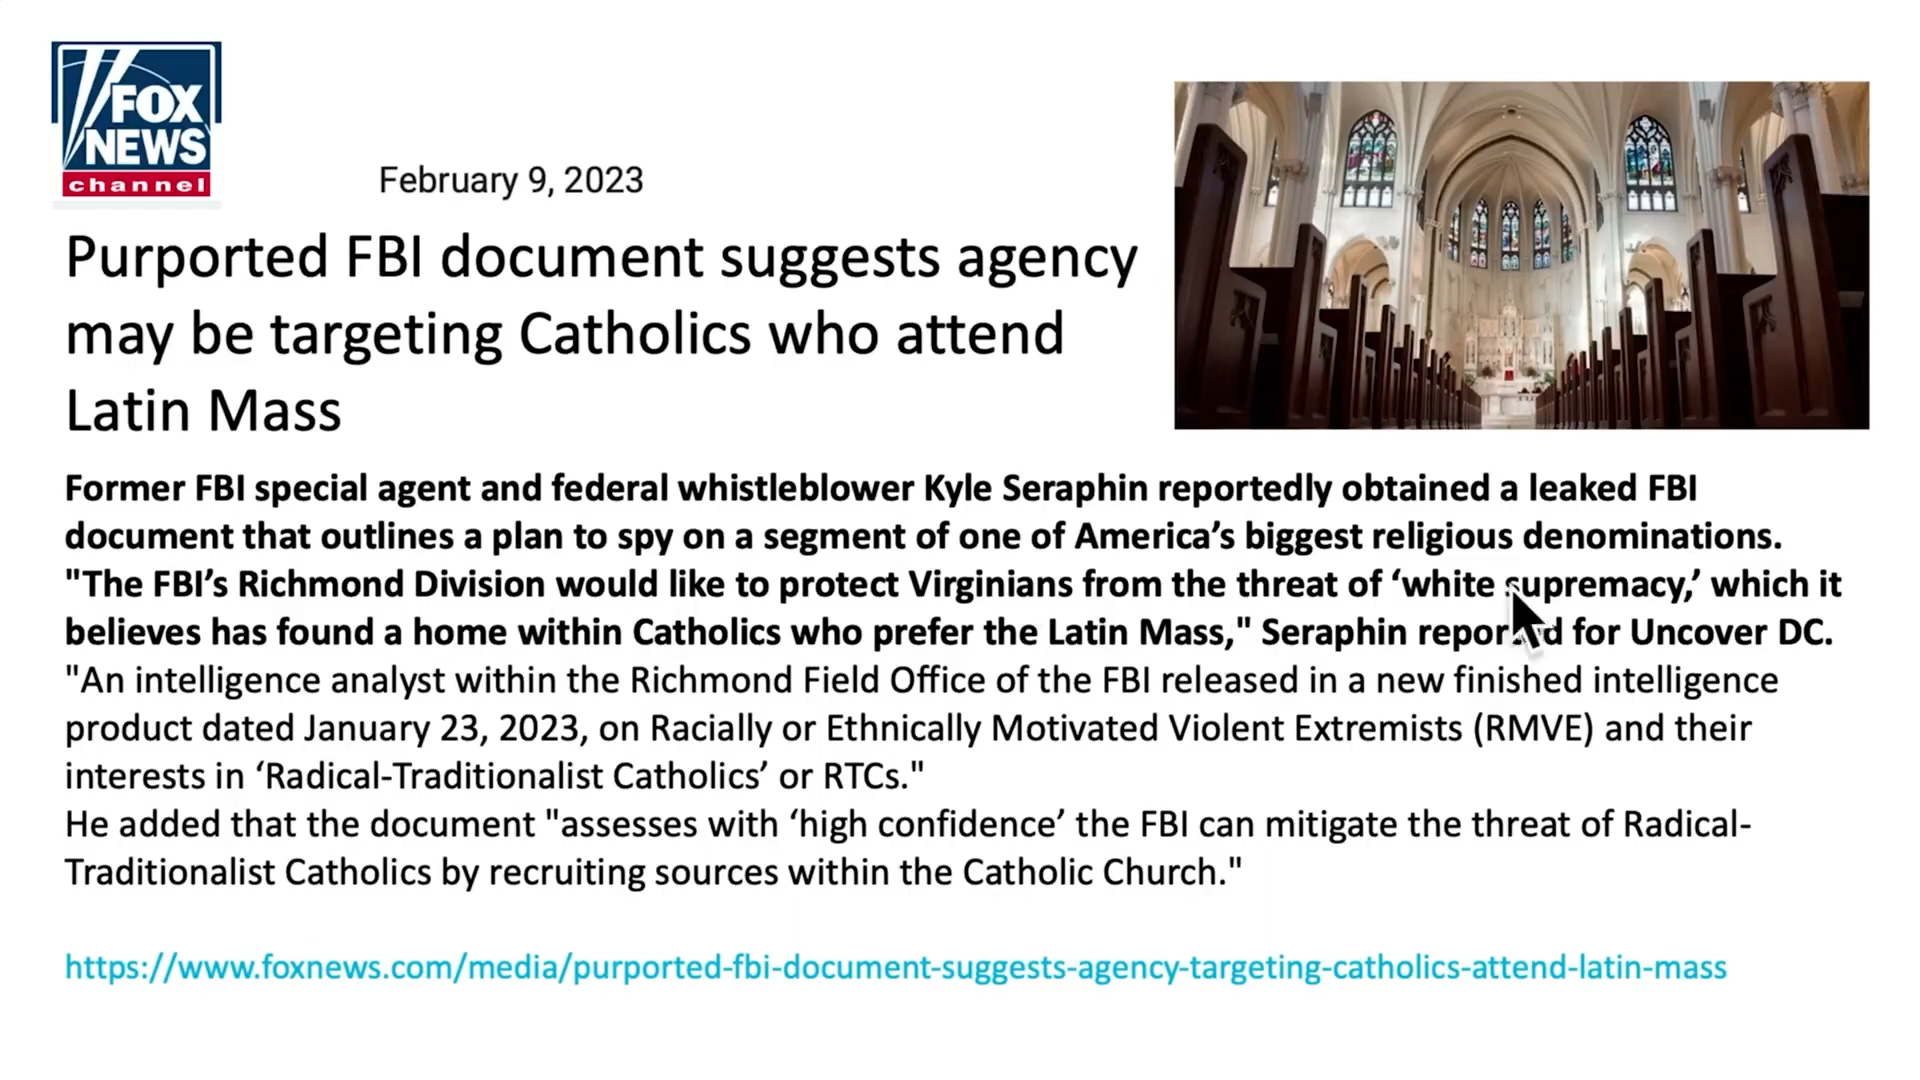 FOX
NEWS
channel
February 9, 2023
Purported FBI document suggests agency
may be targeting Catholics who attend
Latin Mass
Former FBI special agent and federal whistleblower Kyle Seraphin reportedly obtained a leaked FBI
document that outlines a plan to spy on a segment of one of America’s biggest religious denominations.
"The FBI’s Richmond Division would like to protect Virginians from the threat of ‘white supremacy,’ which it
believes has found a home within Catholics who prefer the Latin Mass," Seraphin reported for Uncover DC.
"An intelligence analyst within the Richmond Field Office of the FBI released in a new finished intelligence
product dated January 23, 2023, on Racially or Ethnically Motivated Violent Extremists (RMVE) and their
interests in ‘Radical-Traditionalist Catholics’ or RTCs."
He added that the document "assesses with ‘high confidence’ the FBI can mitigate the threat of Radical-
Traditionalist Catholics by recruiting sources within the Catholic Church."
https://www.foxnews.com/media/purported-fbi-document-suggests-agency-targeting-catholics-attend-latin-mass